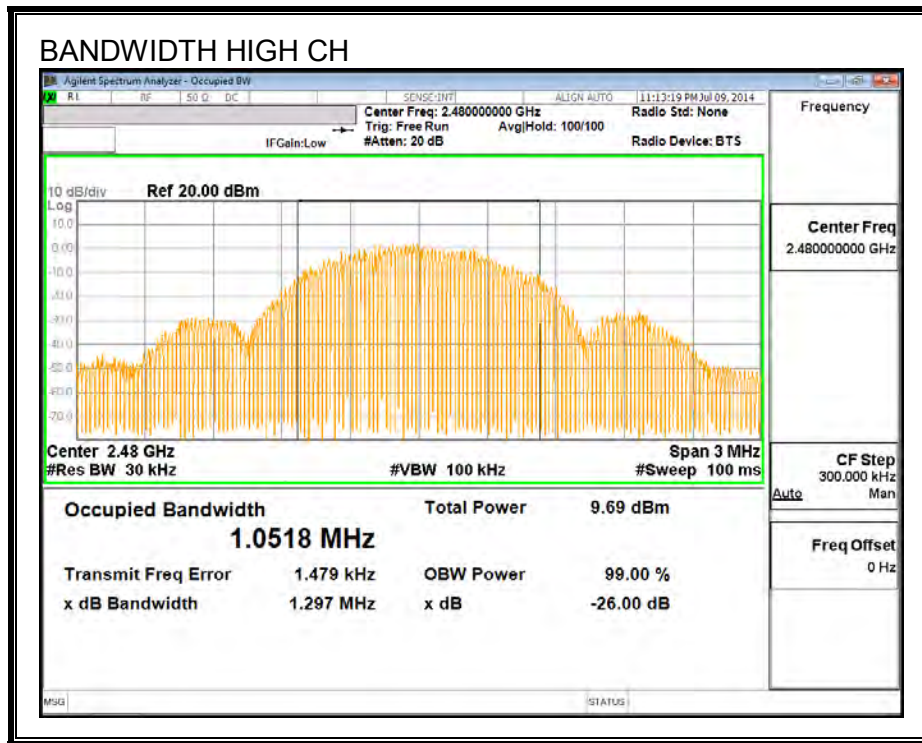 BANDWIDTH HIGH CH
Agilent Spectrum Analyzer - Occupied BW
RL RF 50 Ω DC SENSE:INT ALIGN AUTO 11:13:19 PM Jul 09, 2014
Center Freq: 2.480000000 GHz Radio Std: None
Trig: Free Run Avg|Hold: 100/100
IFGain:Low #Atten: 20 dB Radio Device: BTS
10 dB/div Ref 20.00 dBm
Log
10.0
0.00
-10.0
-20.0
-30.0
-40.0
-50.0
-60.0
-70.0
Center 2.48 GHz Span 3 MHz
#Res BW 30 kHz #VBW 100 kHz #Sweep 100 ms
Occupied Bandwidth Total Power 9.69 dBm
1.0518 MHz
Transmit Freq Error 1.479 kHz OBW Power 99.00 %
x dB Bandwidth 1.297 MHz x dB -26.00 dB
MSG STATUS
Frequency
Center Freq
2.480000000 GHz
CF Step
300.000 kHz
Auto Man
Freq Offset
0 Hz